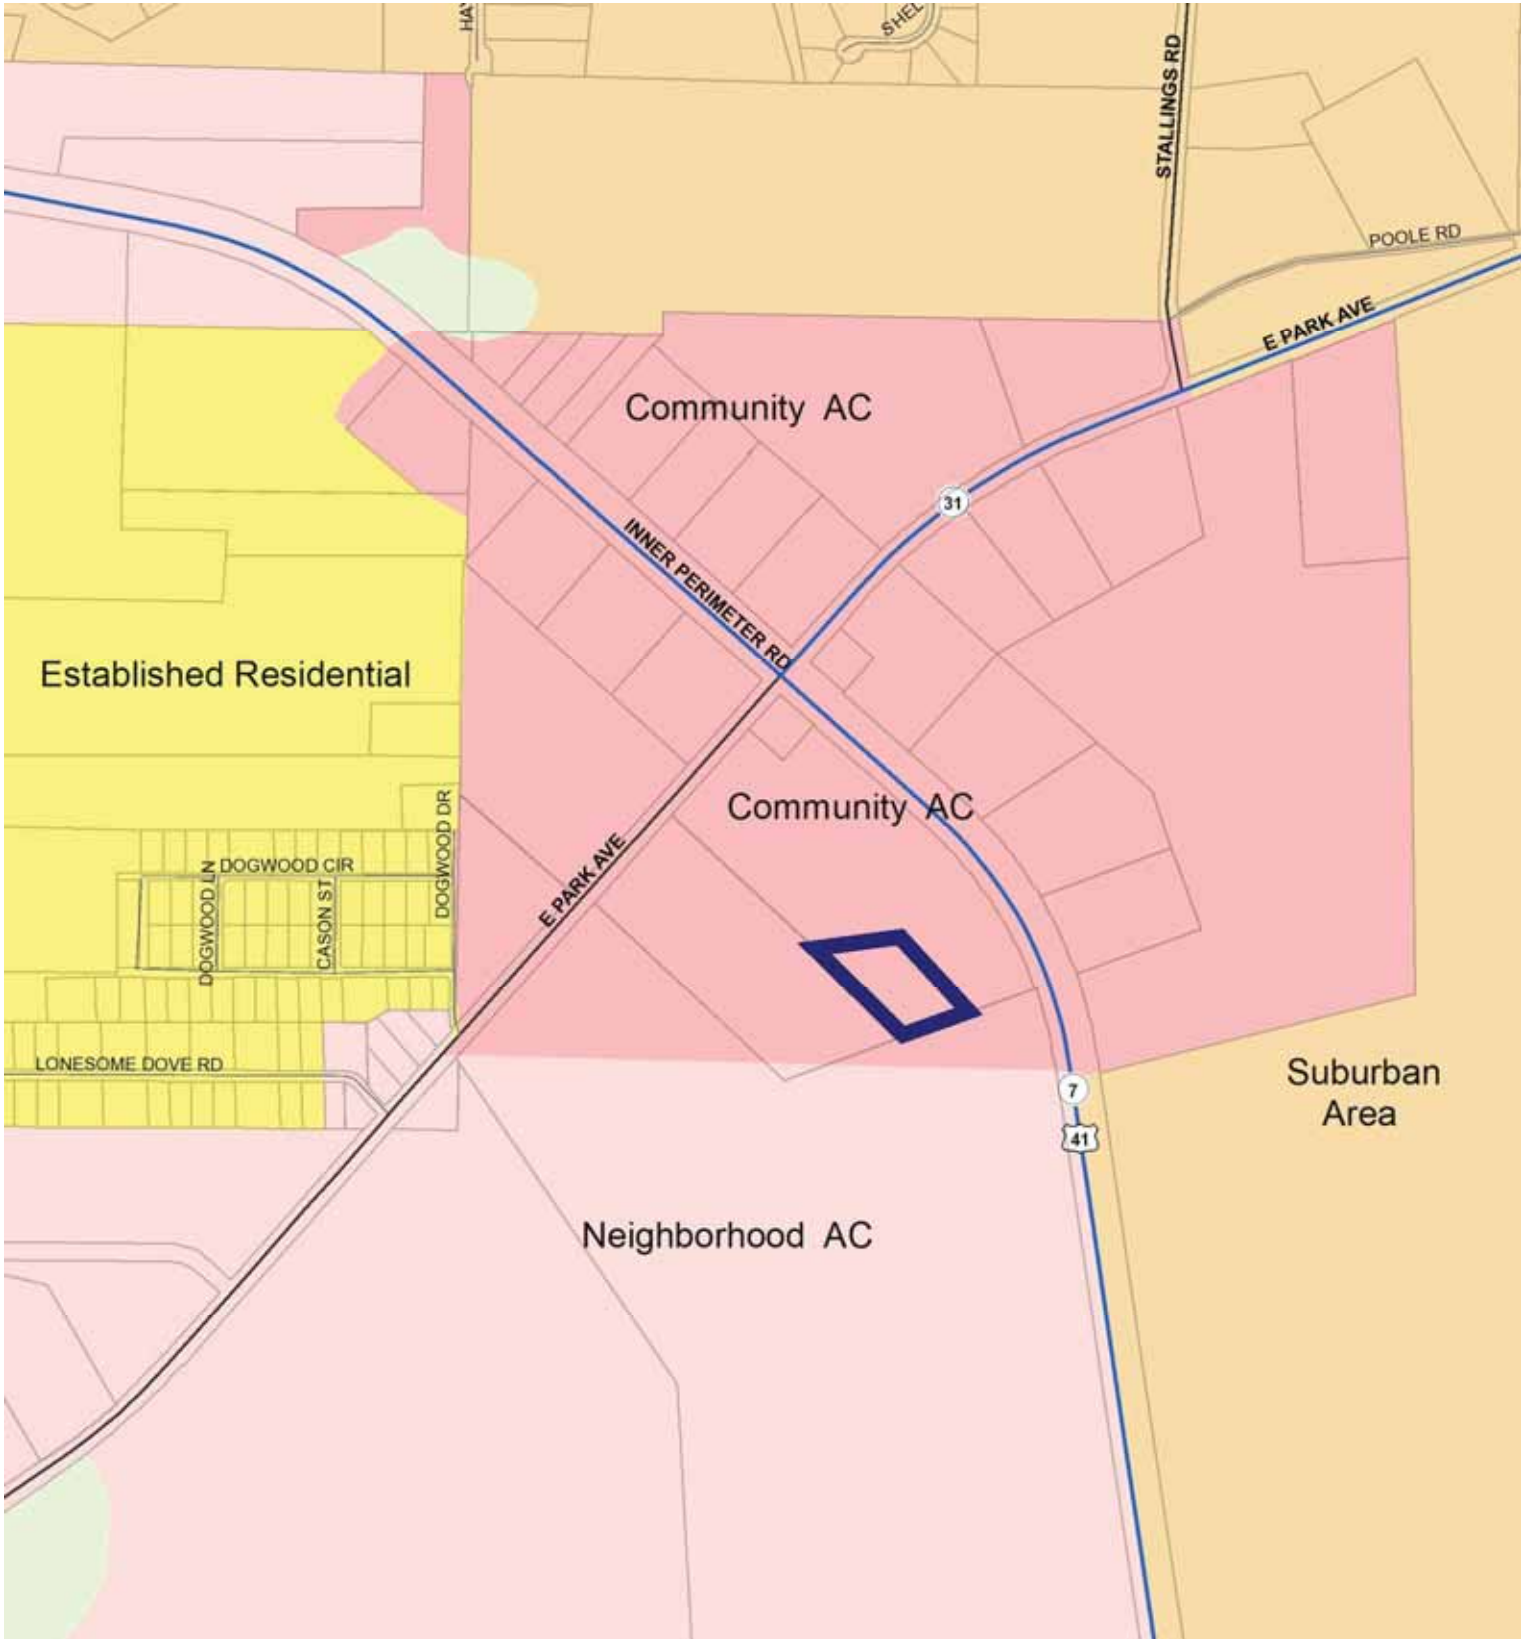 HA
SHEL
STALLINGS RD
POOLE RD
E PARK AVE
Community AC
31
INNER PERIMETER RD
Established Residential
Community AC
DOGWOOD DR
E PARK AVE
DOGWOOD CIR
DOGWOOD LN
CASON ST
LONESOME DOVE RD
Suburban
Area
7
41
Neighborhood AC